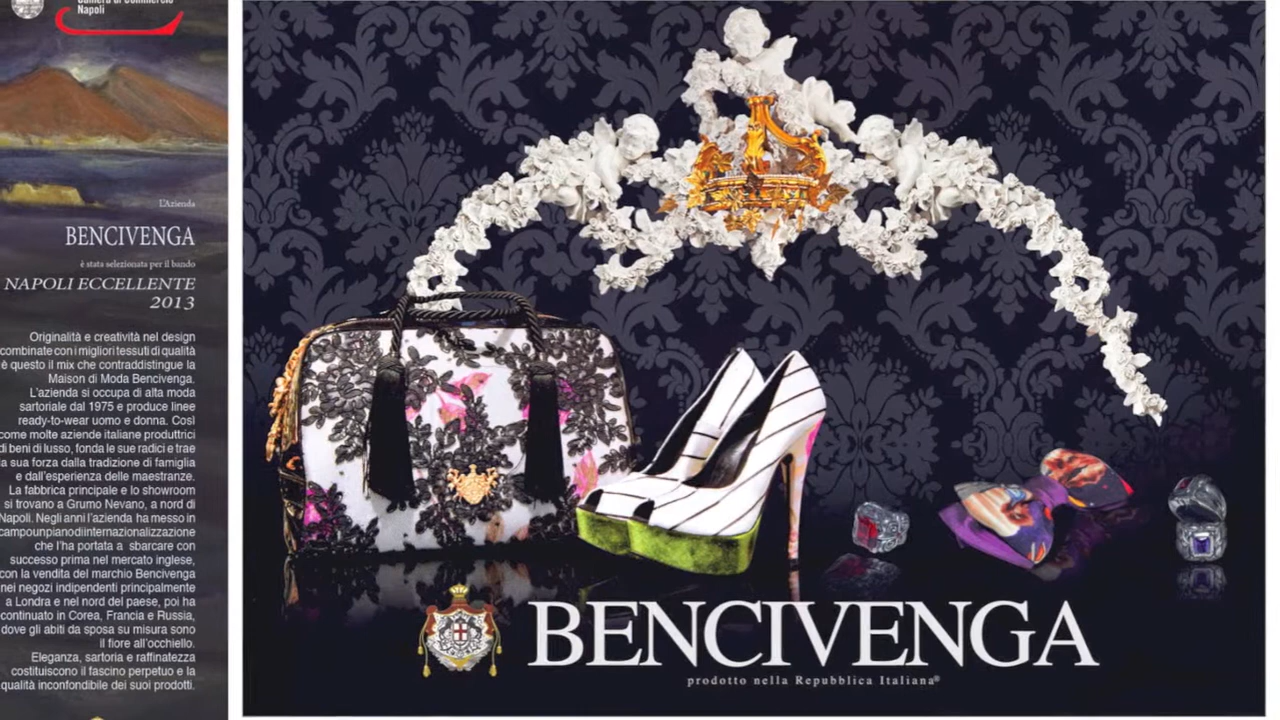 Camera di Commercio
Napoli
L'Azienda
BENCIVENGA
è stata selezionata per il bando
NAPOLI ECCELLENTE
2013
Originalità e creatività nel design
combinate con i migliori tessuti di qualità
è questo il mix che contraddistingue la
Maison di Moda Bencivenga.
L'azienda si occupa di alta moda
sartoriale dal 1975 e produce linee
ready-to-wear uomo e donna. Così
come molte aziende italiane produttrici
di beni di lusso, fonda le sue radici e trae
la sua forza dalla tradizione di famiglia
e dall'esperienza delle maestranze.
La fabbrica principale e lo showroom
si trovano a Grumo Nevano, a nord di
Napoli. Negli anni l'azienda ha messo in
campo un piano di internazionalizzazione
che l'ha portata a sbarcare con
successo prima nel mercato inglese,
con la vendita del marchio Bencivenga
nei negozi indipendenti principalmente
a Londra e nel nord del paese, poi ha
continuato in Corea, Francia e Russia,
dove gli abiti da sposa su misura sono
il fiore all'occhiello.
Eleganza, sartoria e raffinatezza
costituiscono il fascino perpetuo e la
qualità inconfondibile dei suoi prodotti.
BENCIVENGA
prodotto nella Repubblica Italiana®